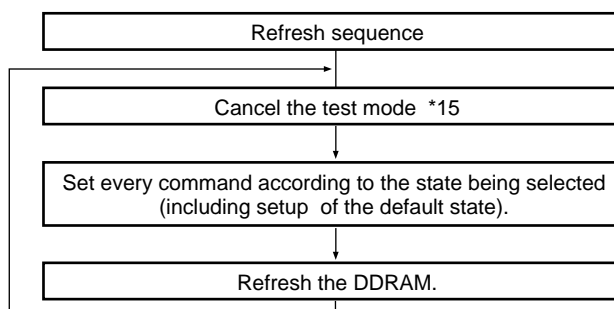 Refresh sequence
Cancel the test mode *15
Set every command according to the state being selected
(including setup of the default state).
Refresh the DDRAM.